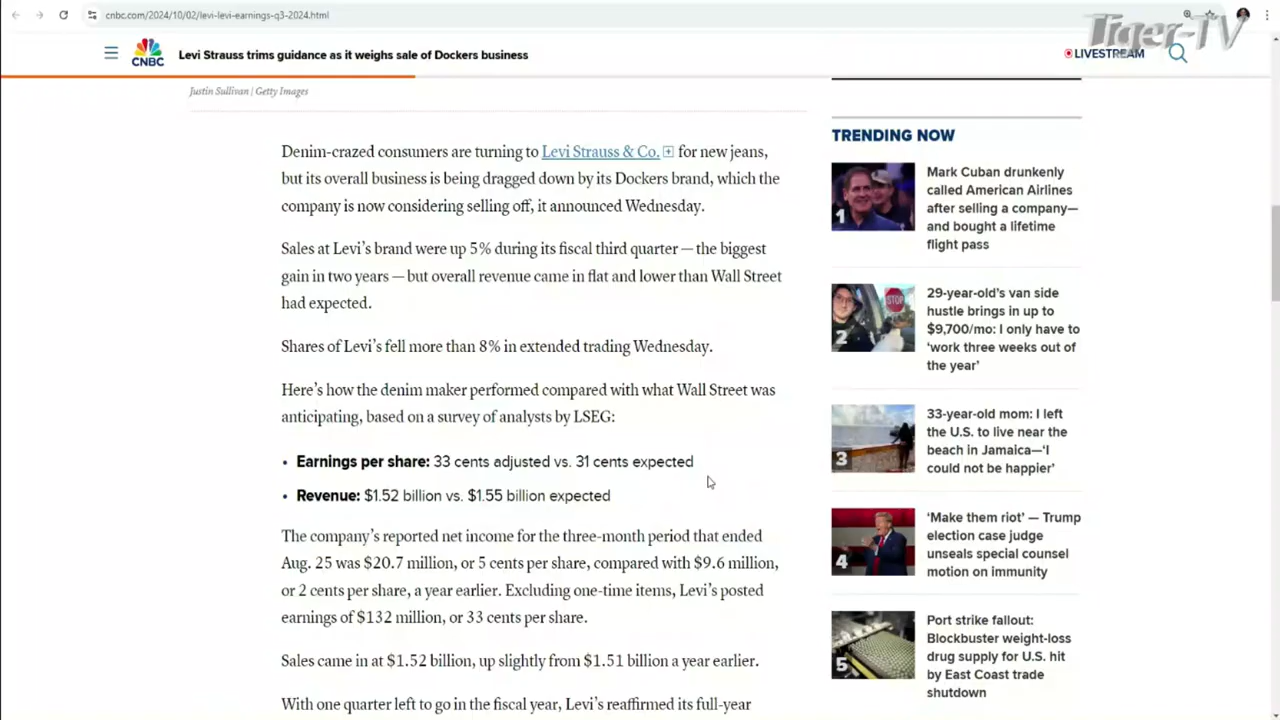 cnbc.com/2024/10/02/levi-levi-earnings-q3-2024.html
Tiger-TV
CNBC
Levi Strauss trims guidance as it weighs sale of Dockers business
LIVESTREAM
Justin Sullivan | Getty Images
Denim-crazed consumers are turning to Levi Strauss & Co. for new jeans,
but its overall business is being dragged down by its Dockers brand, which the
company is now considering selling off, it announced Wednesday.
Sales at Levi’s brand were up 5% during its fiscal third quarter — the biggest
gain in two years — but overall revenue came in flat and lower than Wall Street
had expected.
Shares of Levi’s fell more than 8% in extended trading Wednesday.
Here’s how the denim maker performed compared with what Wall Street was
anticipating, based on a survey of analysts by LSEG:
• Earnings per share: 33 cents adjusted vs. 31 cents expected
• Revenue: $1.52 billion vs. $1.55 billion expected
The company’s reported net income for the three-month period that ended
Aug. 25 was $20.7 million, or 5 cents per share, compared with $9.6 million,
or 2 cents per share, a year earlier. Excluding one-time items, Levi’s posted
earnings of $132 million, or 33 cents per share.
Sales came in at $1.52 billion, up slightly from $1.51 billion a year earlier.
With one quarter left to go in the fiscal year, Levi’s reaffirmed its full-year
TRENDING NOW
1
Mark Cuban drunkenly
called American Airlines
after selling a company—
and bought a lifetime
flight pass
STOP
2
29-year-old’s van side
hustle brings in up to
$9,700/mo: I only have to
‘work three weeks out of
the year’
3
33-year-old mom: I left
the U.S. to live near the
beach in Jamaica—‘I
could not be happier’
4
‘Make them riot’ — Trump
election case judge
unseals special counsel
motion on immunity
5
Port strike fallout:
Blockbuster weight-loss
drug supply for U.S. hit
by East Coast trade
shutdown